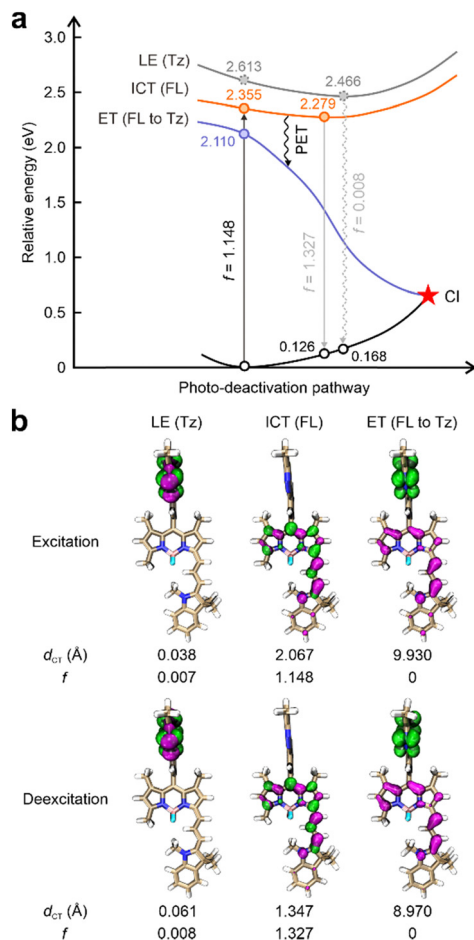 a
3.0
LE (Tz)
2.613
2.466
2.5
ICT (FL)
2.355
2.279
ET (FL to Tz)
2.110
PET
2.0
Relative energy (eV)
1.5
f = 1.148
f = 1.327
f = 0.008
1.0
CI
0.5
0.126
0.168
0
Photo-deactivation pathway
b
LE (Tz) ICT (FL) ET (FL to Tz)
Excitation
dCT (Å) 0.038 2.067 9.930
f 0.007 1.148 0
Deexcitation
dCT (Å) 0.061 1.347 8.970
f 0.008 1.327 0